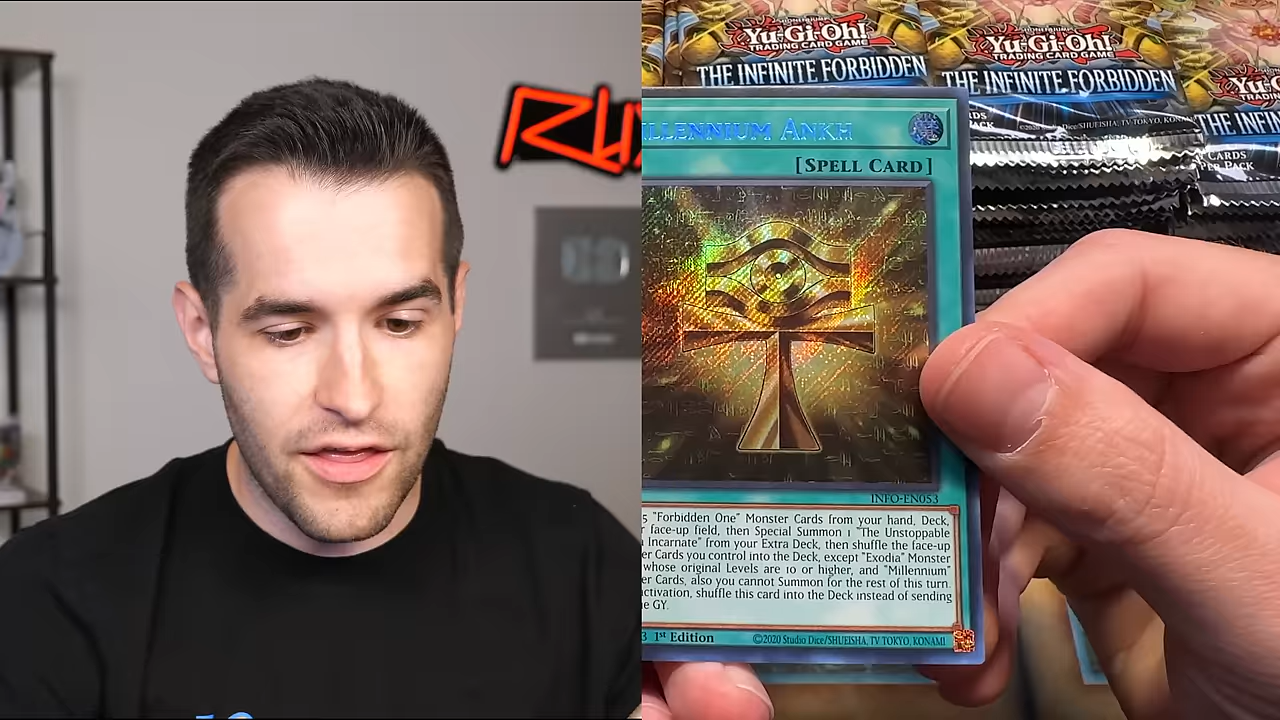 Yu-Gi-Oh!
TRADING CARD GAME
THE INFINITE FORBIDDEN
Yu-Gi-Oh!
TRADING CARD GAME
THE INFINITE FORBIDDEN
THE INFIN
CARDS
PER PACK
ILLENNIUM ANKH
[SPELL CARD]
INFO-EN053
5 "Forbidden One" Monster Cards from your hand, Deck,
face-up field, then Special Summon 1 "The Unstoppable
Incarnate" from your Extra Deck, then shuffle the face-up
er Cards you control into the Deck, except "Exodia" Monster
whose original Levels are 10 or higher, and "Millennium"
er Cards, also you cannot Summon for the rest of this turn.
ctivation, shuffle this card into the Deck instead of sending
e GY.
1st Edition
©2020 Studio Dice/SHUEISHA, TV TOKYO, KONAMI